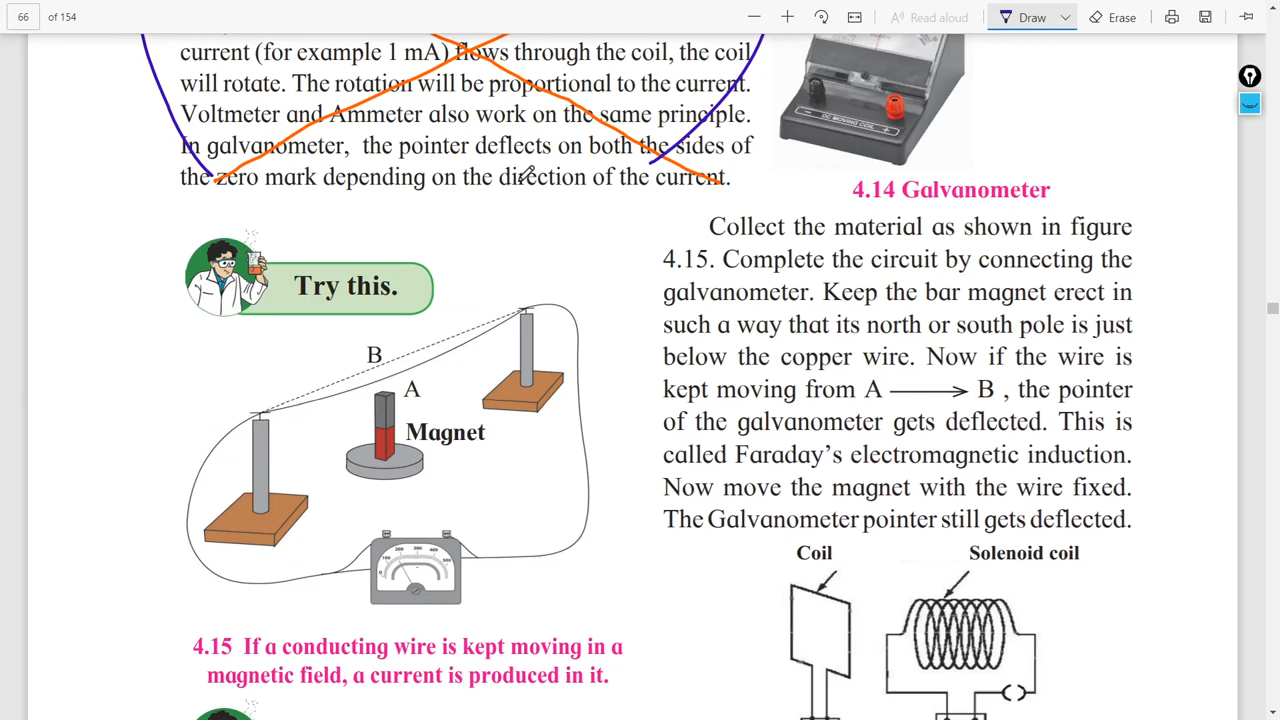 66 of 154
Read aloud
Draw
Erase
current (for example 1 mA) flows through the coil, the coil
will rotate. The rotation will be proportional to the current.
Voltmeter and Ammeter also work on the same principle.
In galvanometer, the pointer deflects on both the sides of
the zero mark depending on the direction of the current.
DC MOVING COIL
4.14 Galvanometer
Try this.
B
A
Magnet
4.15 If a conducting wire is kept moving in a
magnetic field, a current is produced in it.
Collect the material as shown in figure
4.15. Complete the circuit by connecting the
galvanometer. Keep the bar magnet erect in
such a way that its north or south pole is just
below the copper wire. Now if the wire is
kept moving from A ⟶ B , the pointer
of the galvanometer gets deflected. This is
called Faraday's electromagnetic induction.
Now move the magnet with the wire fixed.
The Galvanometer pointer still gets deflected.
Coil
Solenoid coil